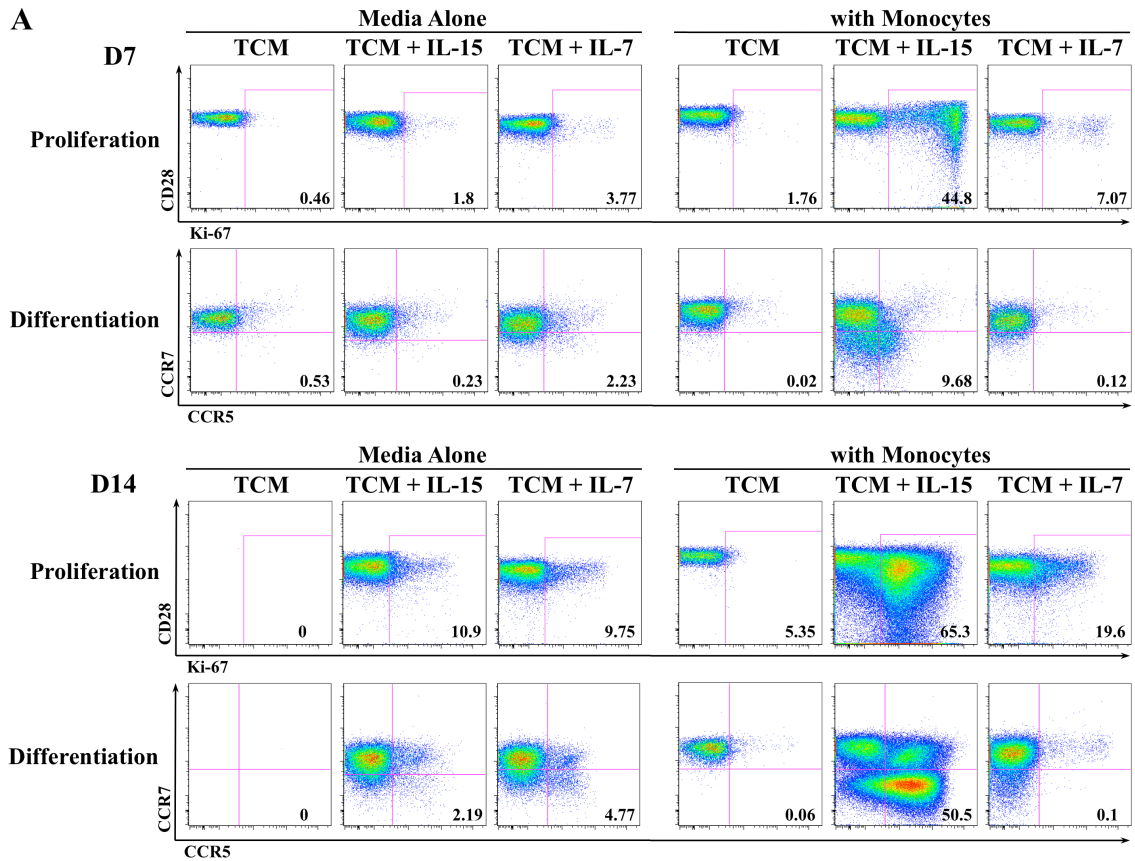 A
Media Alone with Monocytes
D7
TCM TCM + IL-15 TCM + IL-7 TCM TCM + IL-15 TCM + IL-7
Proliferation
CD28
0.46 1.8 3.77 1.76 44.8 7.07
Ki-67
Differentiation
CCR7
0.53 0.23 2.23 0.02 9.68 0.12
CCR5
Media Alone with Monocytes
D14
TCM TCM + IL-15 TCM + IL-7 TCM TCM + IL-15 TCM + IL-7
Proliferation
CD28
0 10.9 9.75 5.35 65.3 19.6
Ki-67
Differentiation
CCR7
0 2.19 4.77 0.06 50.5 0.1
CCR5